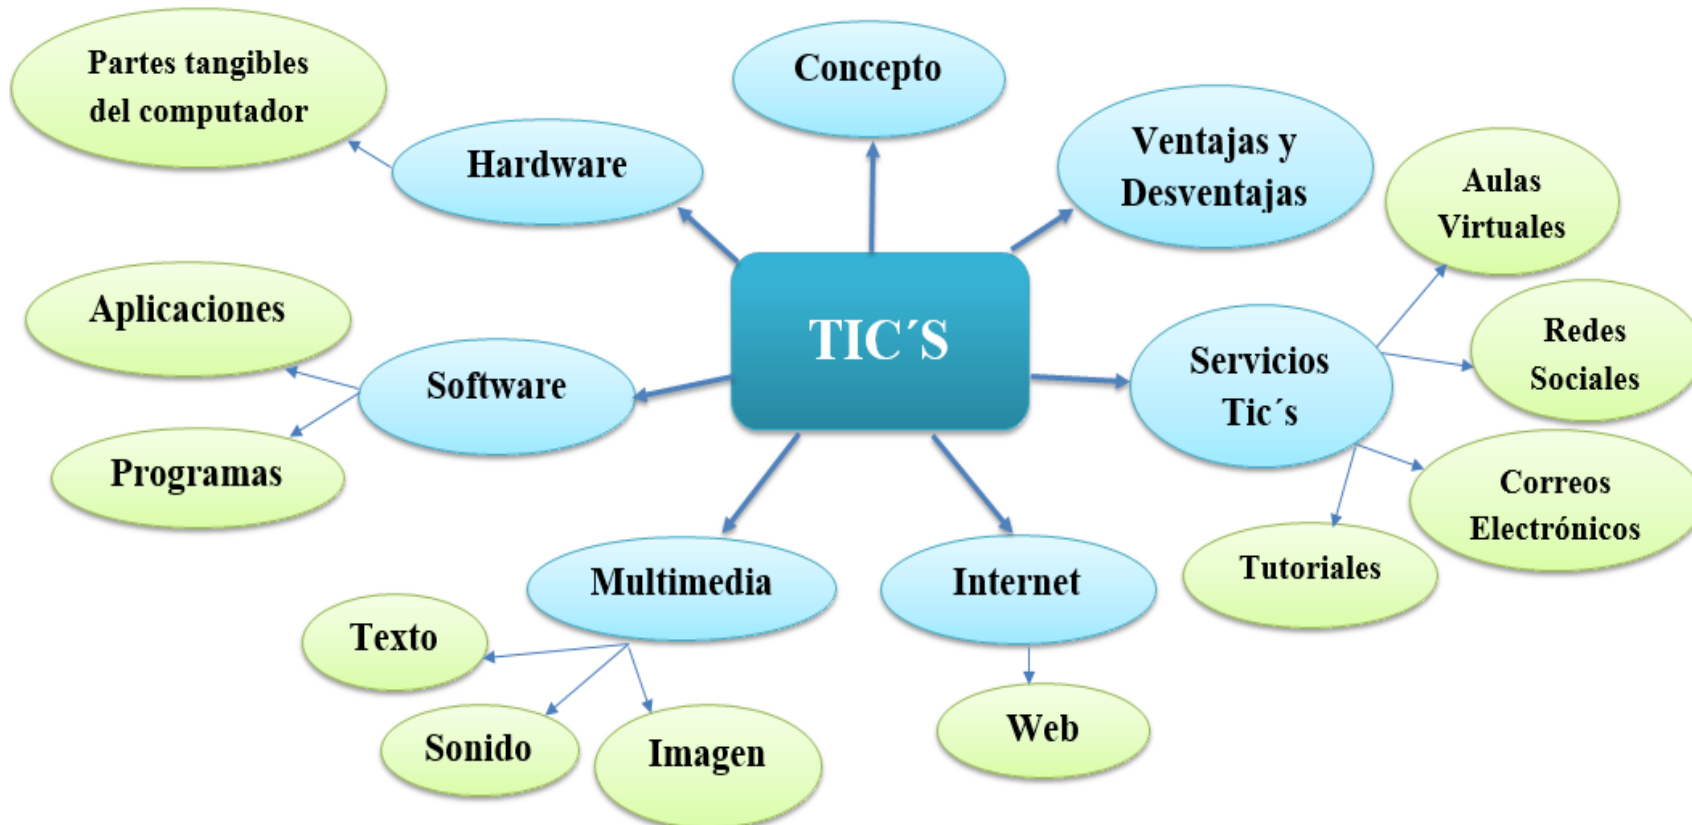 Partes tangibles
del computador
Concepto
Hardware
Ventajas y
Desventajas
Aulas
Virtuales
Aplicaciones
TIC´S
Redes
Sociales
Software
Servicios
Tic´s
Programas
Correos
Electrónicos
Multimedia
Internet
Tutoriales
Texto
Sonido
Imagen
Web